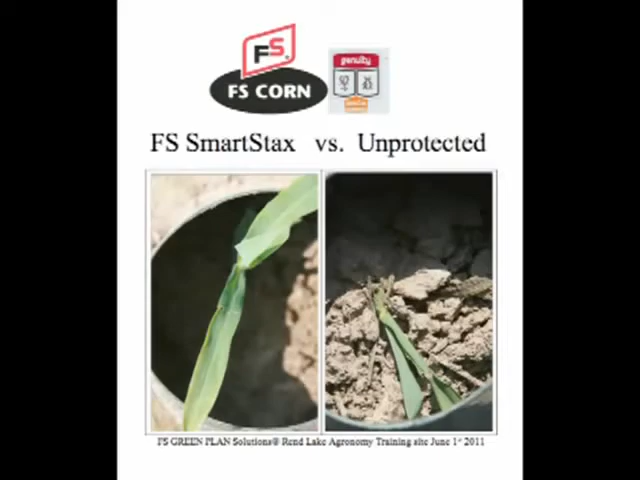 FS
FS CORN
genuity
FS SmartStax vs. Unprotected
FS GREEN PLAN Solutions® Rend Lake Agronomy Training site June 1st 2011